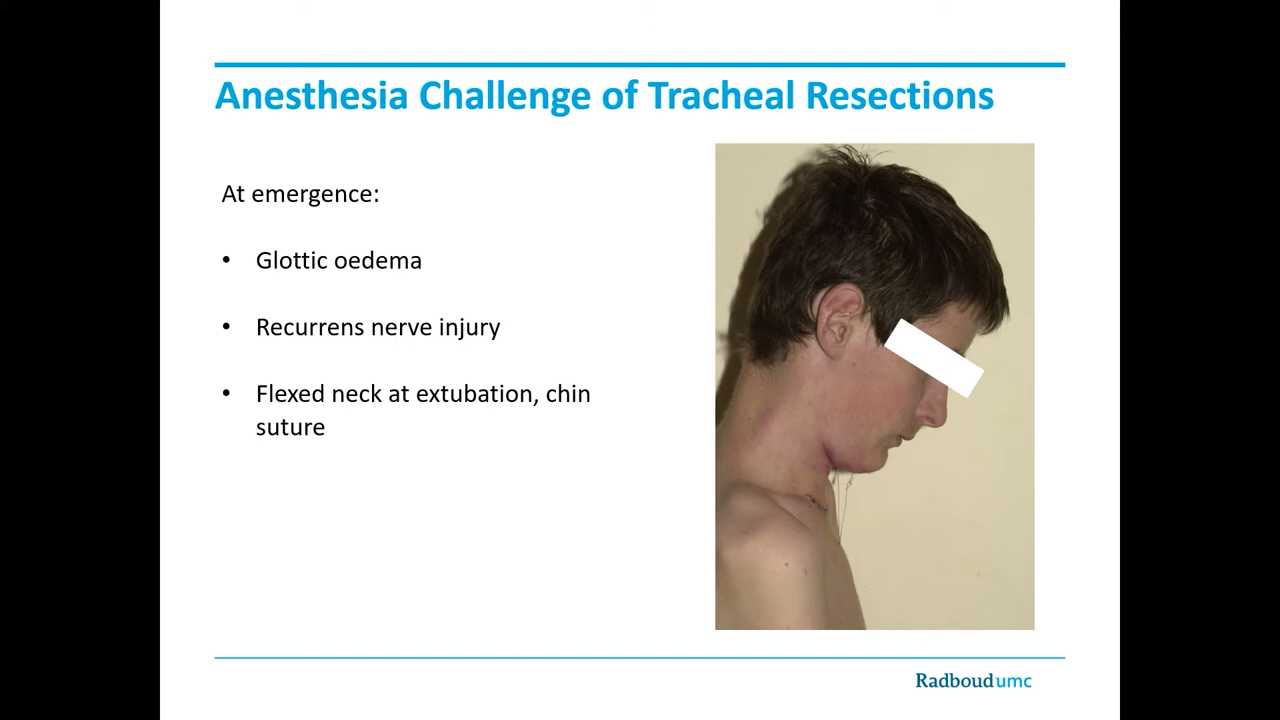 Anesthesia Challenge of Tracheal Resections
At emergence:
• Glottic oedema
• Recurrens nerve injury
• Flexed neck at extubation, chin
suture
Radboudumc